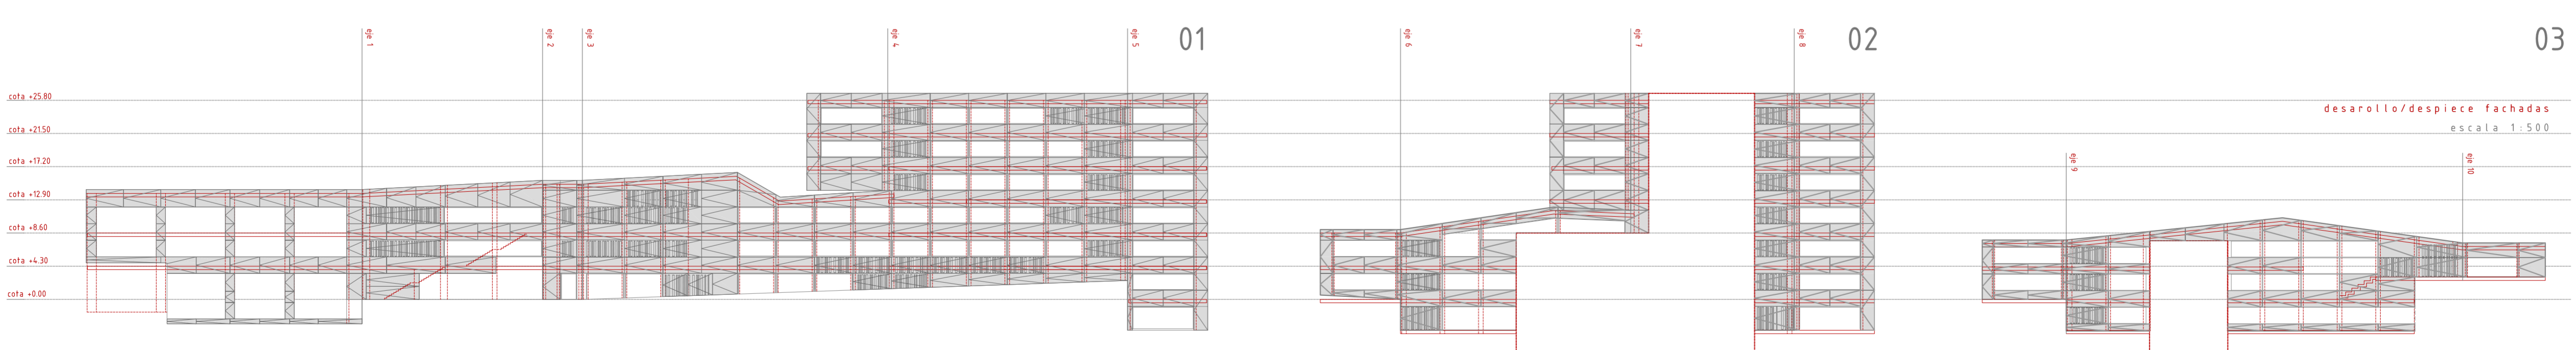 eje 1
eje 2
eje 3
eje 4
eje 5
01
eje 6
eje 7
eje 8
02
03
cota +25.80
cota +21.50
cota +17.20
cota +12.90
cota +8.60
cota +4.30
cota +0.00
desarollo/despiece fachadas
escala 1:500
eje 9
eje 10